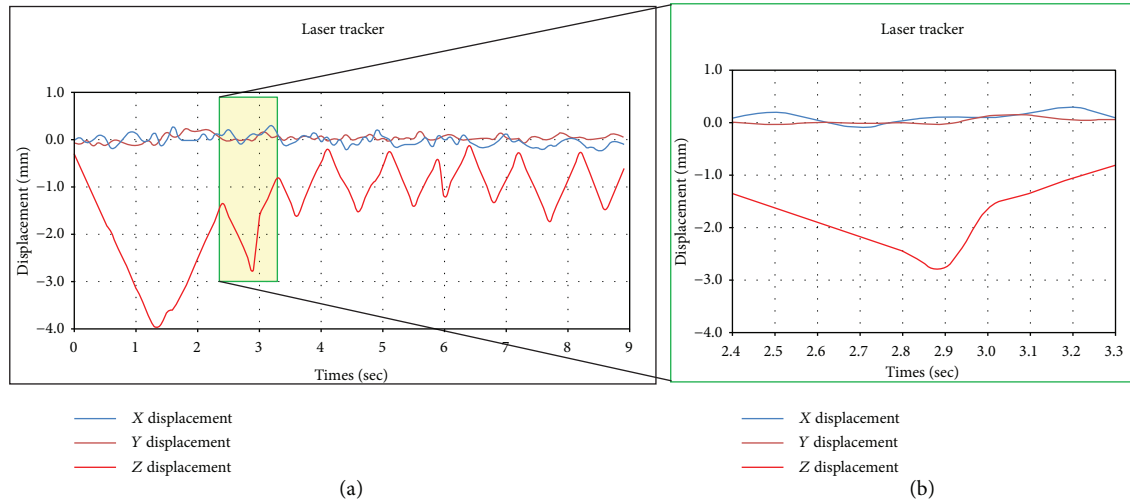 Laser tracker
Displacement (mm)
1.0
0.0
−1.0
−2.0
−3.0
−4.0
0 1 2 3 4 5 6 7 8 9
Times (sec)
X displacement
Y displacement
Z displacement
(a)
Laser tracker
Displacement (mm)
1.0
0.0
−1.0
−2.0
−3.0
−4.0
2.4 2.5 2.6 2.7 2.8 2.9 3.0 3.1 3.2 3.3
Times (sec)
X displacement
Y displacement
Z displacement
(b)